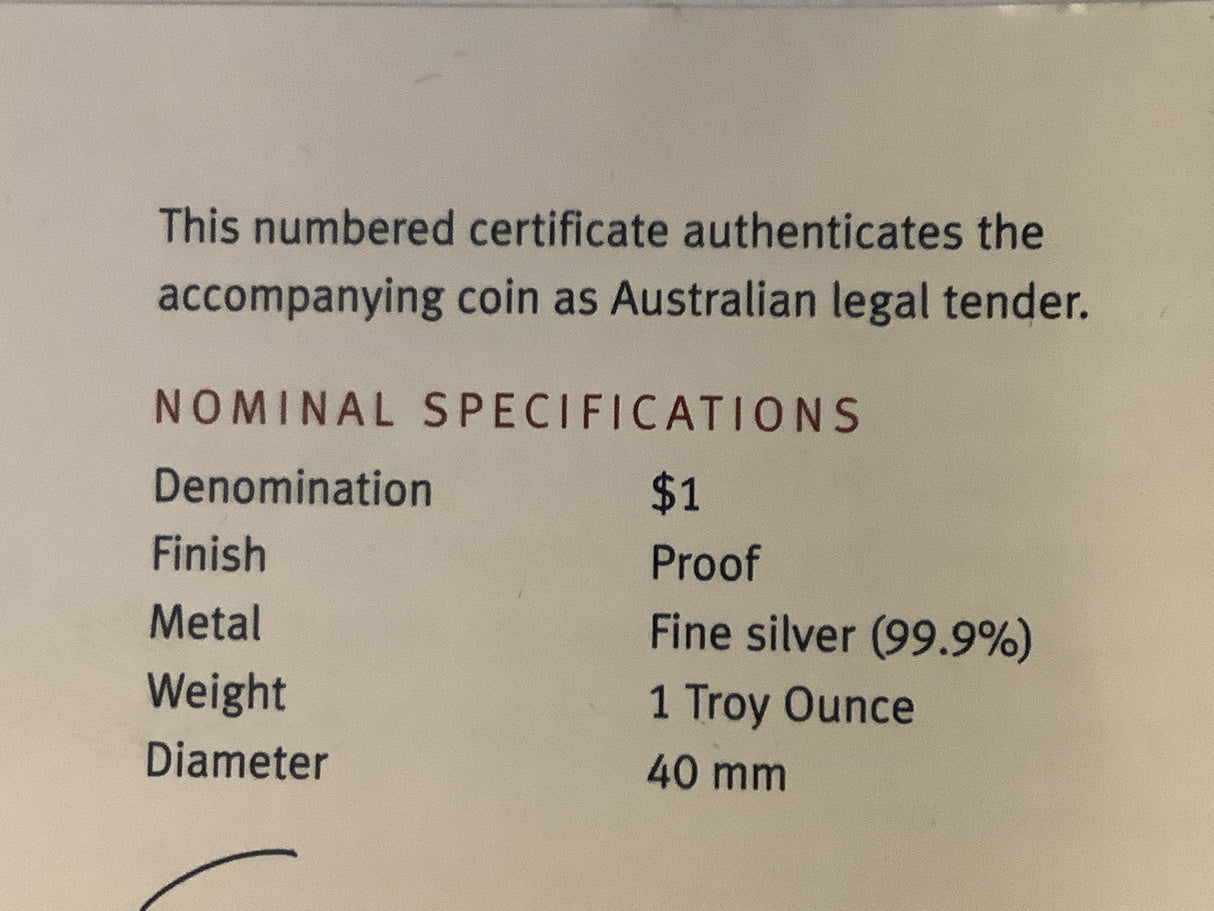 This numbered certificate authenticates the
accompanying coin as Australian legal tender.
NOMINAL SPECIFICATIONS
Denomination $1
Finish Proof
Metal Fine silver (99.9%)
Weight 1 Troy Ounce
Diameter 40 mm